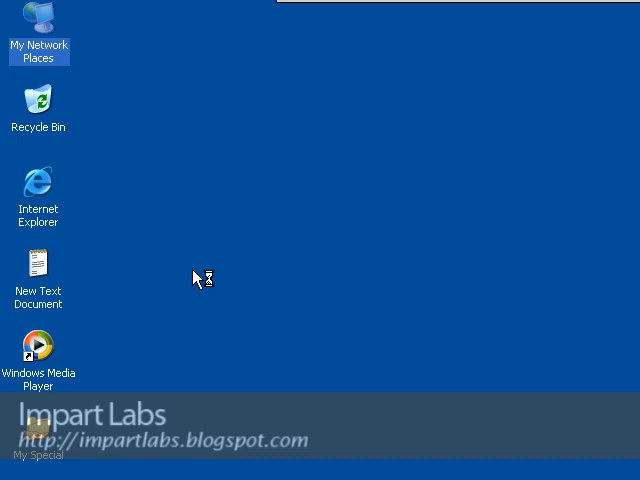 My Network
Places
Recycle Bin
Internet
Explorer
New Text
Document
Windows Media
Player
Impart Labs
http://impartlabs.blogspot.com
My Special